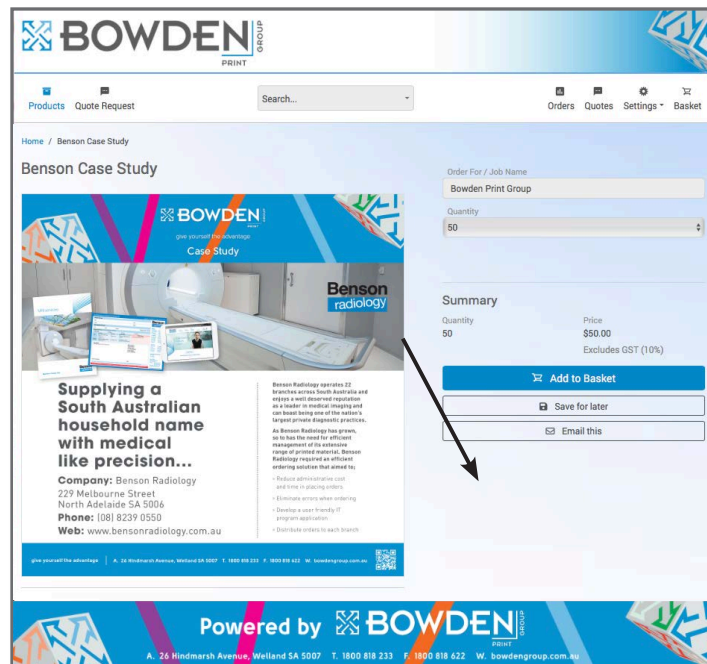 BOWDEN
PRINT
GROUP
Products
Quote Request
Search...
Orders
Quotes
Settings
Basket
Home / Benson Case Study
Benson Case Study
BOWDEN
PRINT
give yourself the advantage
Case Study
Benson
radiology
Supplying a
South Australian
household name
with medical
like precision...
Company: Benson Radiology
229 Melbourne Street
North Adelaide SA 5006
Phone: (08) 8239 0550
Web: www.bensonradiology.com.au
Benson Radiology operates 22
branches across South Australia and
enjoys a well deserved reputation
as a leader in medical imaging and
can boast being one of the nation's
largest private diagnostic practices.
As Benson Radiology has grown,
so to has the need for efficient
management of its extensive
range of printed material. Benson
Radiology required an efficient
ordering solution that aimed to;
- Reduce administrative cost
and time in placing orders
- Eliminate errors when ordering
- Develop a user friendly IT
program application
- Distribute orders to each branch
give yourself the advantage | A. 26 Hindmarsh Avenue, Welland SA 5007 T. 1800 818 233 F. 1800 818 622 W. bowdengroup.com.au
Order For / Job Name
Bowden Print Group
Quantity
50
Summary
Quantity Price
50 $50.00
Excludes GST (10%)
Add to Basket
Save for later
Email this
Powered by BOWDEN
PRINT
GROUP
A. 26 Hindmarsh Avenue, Welland SA 5007 T. 1800 818 233 F. 1800 818 622 W. bowdengroup.com.au